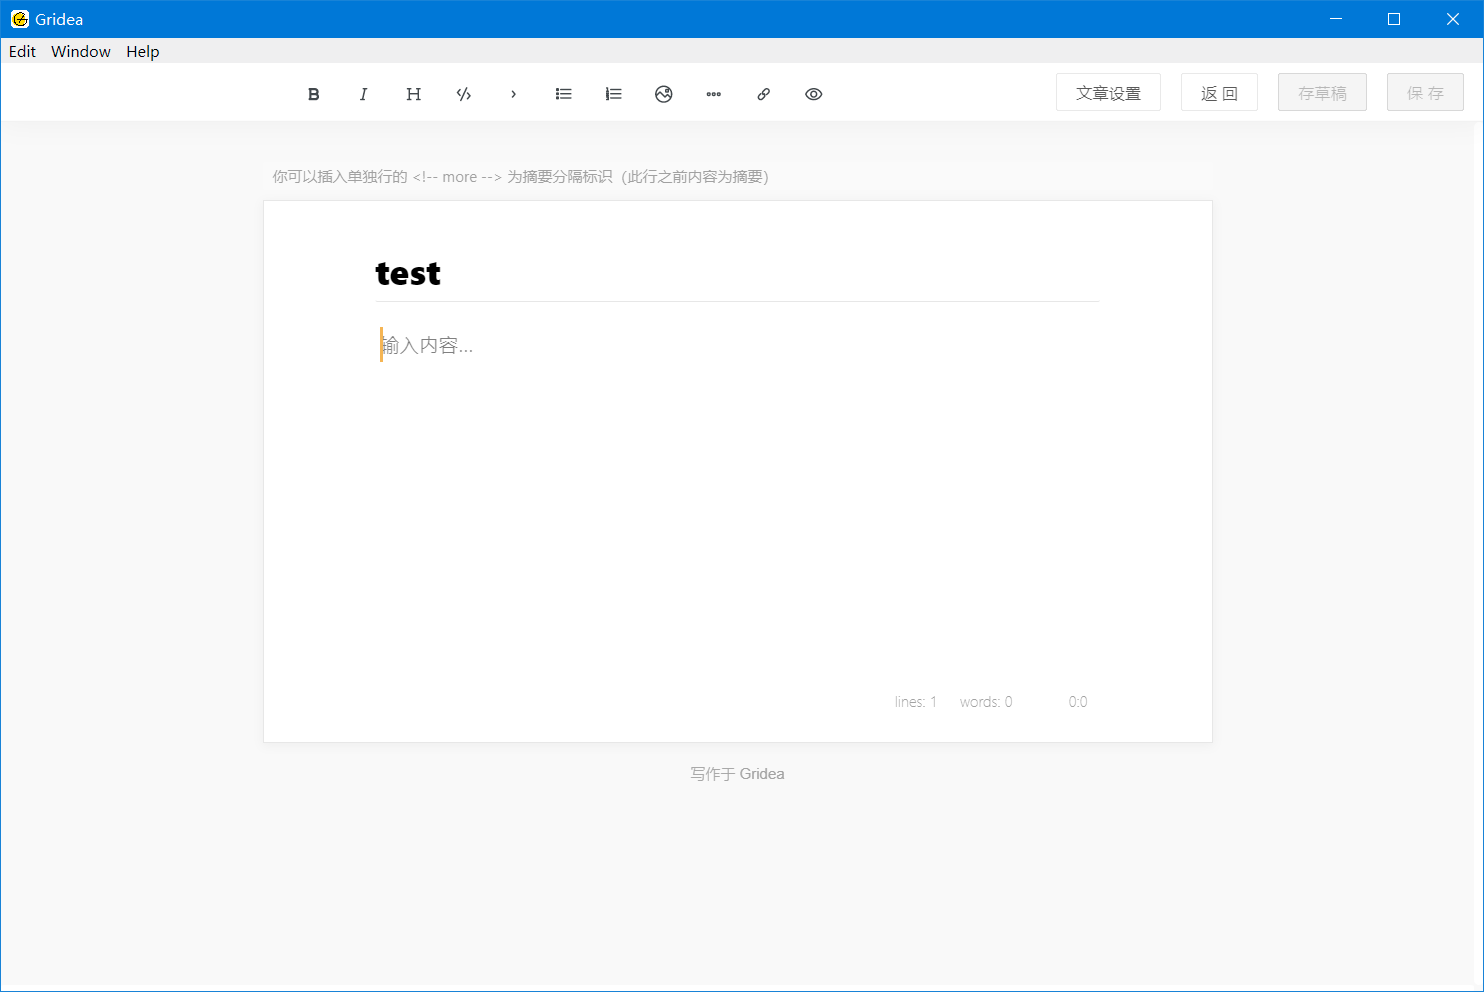 Gridea
Edit Window Help
文章设置 返 回 存草稿 保 存
你可以插入单独行的 <!-- more --> 为摘要分隔标识（此行之前内容为摘要）
test
输入内容...
lines: 1 words: 0 0:0
写作于 Gridea